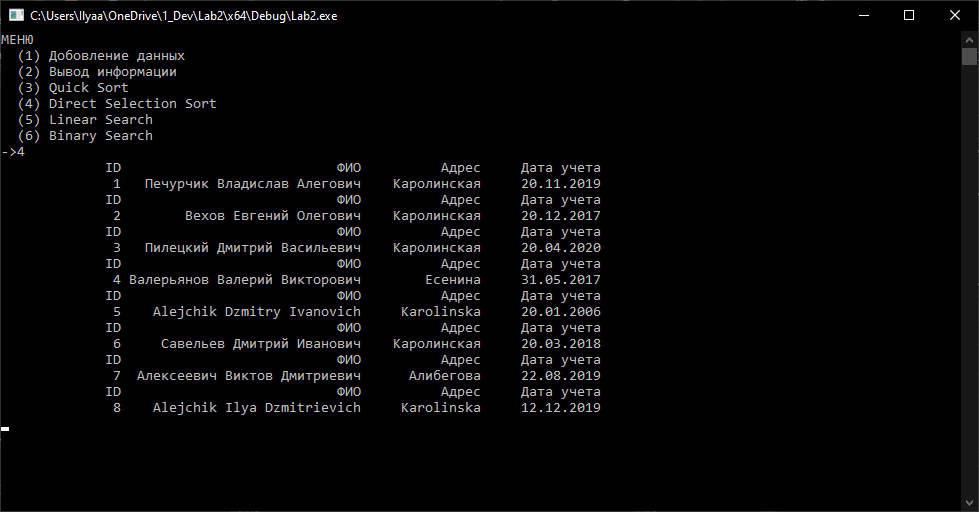 C:\Users\Ilyaa\OneDrive\1_Dev\Lab2\x64\Debug\Lab2.exe
МЕНЮ
(1) Добовление данных
(2) Вывод информации
(3) Quick Sort
(4) Direct Selection Sort
(5) Linear Search
(6) Binary Search
->4
ID ФИО Адрес Дата учета
1 Печурчик Владислав Алегович Каролинская 20.11.2019
ID ФИО Адрес Дата учета
2 Вехов Евгений Олегович Каролинская 20.12.2017
ID ФИО Адрес Дата учета
3 Пилецкий Дмитрий Васильевич Каролинская 20.04.2020
ID ФИО Адрес Дата учета
4 Валерьянов Валерий Викторович Есенина 31.05.2017
ID ФИО Адрес Дата учета
5 Alejchik Dzmitry Ivanovich Karolinska 20.01.2006
ID ФИО Адрес Дата учета
6 Савельев Дмитрий Иванович Каролинская 20.03.2018
ID ФИО Адрес Дата учета
7 Алексеевич Виктов Дмитриевич Алибегова 22.08.2019
ID ФИО Адрес Дата учета
8 Alejchik Ilya Dzmitrievich Karolinska 12.12.2019